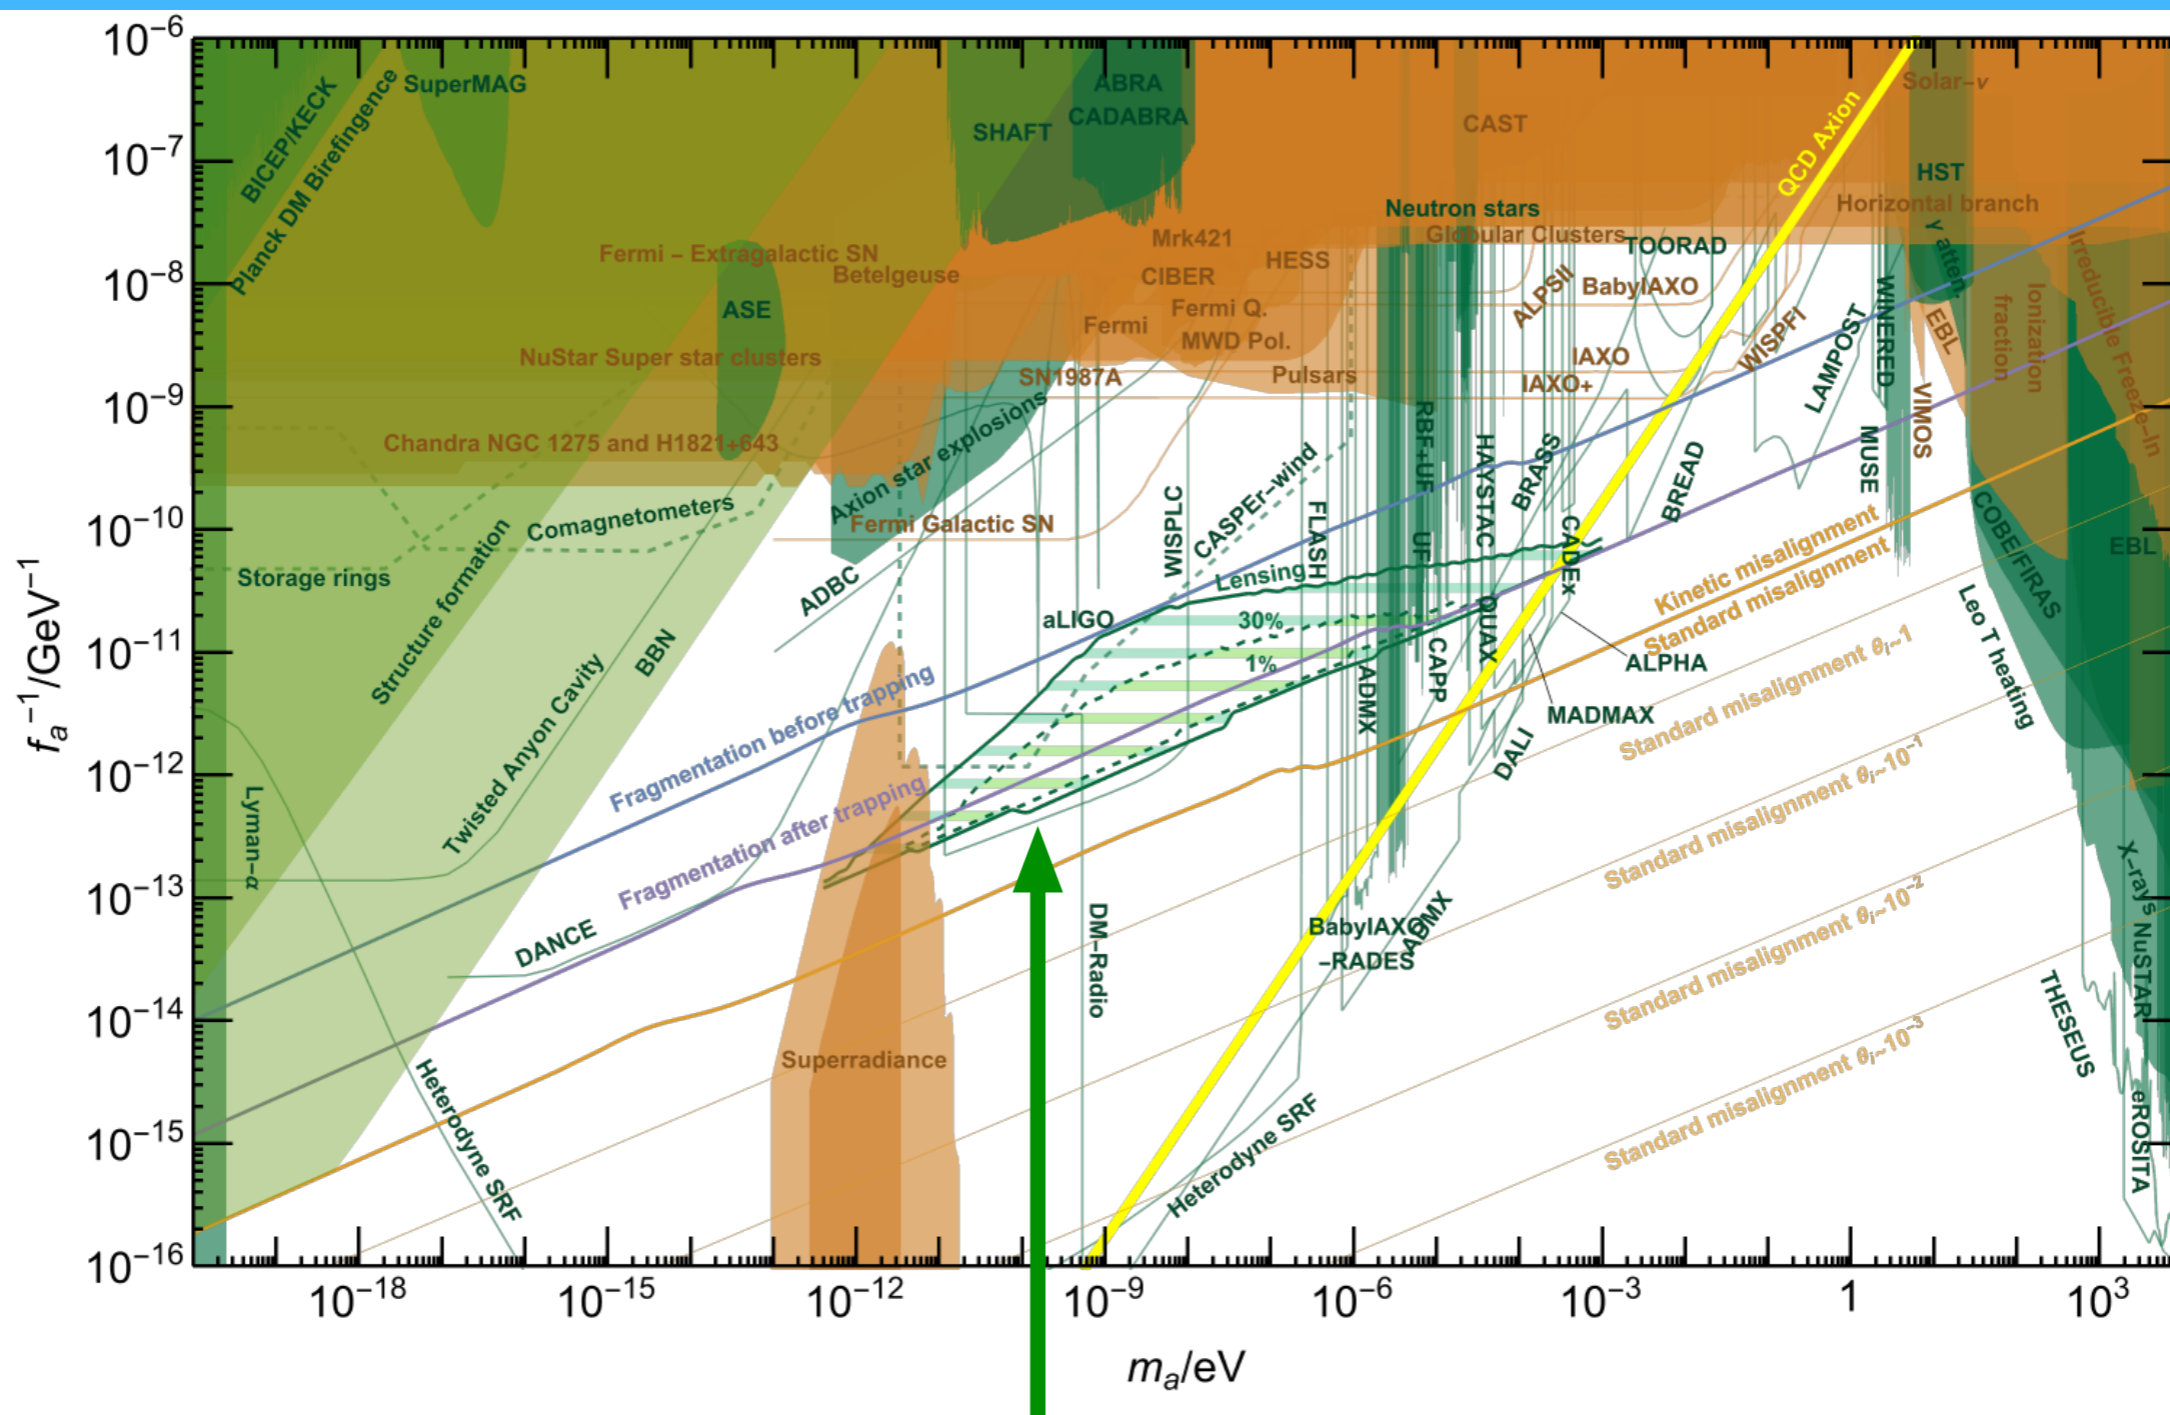 10⁻⁶
10⁻⁷
10⁻⁸
10⁻⁹
10⁻¹⁰
10⁻¹¹
10⁻¹²
10⁻¹³
10⁻¹⁴
10⁻¹⁵
10⁻¹⁶
fₐ⁻¹/GeV⁻¹
BICEP/KECK
Planck DM Birefingence
SuperMAG
SHAFT
ABRA
CADABRA
CAST
QCD Axion
Solar-ν
HST
Horizontal branch
γ atten.
Neutron stars
Globular Clusters
TOORAD
Mrk421
Fermi – Extragalactic SN
Betelgeuse
CIBER
HESS
ALPSII
BabyIAXO
ASE
Fermi Q.
Fermi
MWD Pol.
NuStar Super star clusters
SN1987A
Pulsars
IAXO
IAXO+
WISPFI
LAMPOST
WINERED
EBL
Ionization
fraction
Irreducible Freeze-In
VIMOS
MUSE
Chandra NGC 1275 and H1821+643
Axion star explosions
Fermi Galactic SN
Comagnetometers
Storage rings
Structure formation
ADBC
WISPLC
CASPEr-wind
FLASH
RBF+UF
UF
HAYSTAC
BRASS
CADEx
BREAD
Lensing
aLIGO
30%
1%
QUAX
CAPP
ADMX
ALPHA
MADMAX
DALI
Kinetic misalignment
Standard misalignment
Standard misalignment θᵢ~1
Standard misalignment θᵢ~10⁻¹
Standard misalignment θᵢ~10⁻²
Standard misalignment θᵢ~10⁻³
COBEFIRAS
EBL
Leo T heating
BBN
Twisted Anyon Cavity
Fragmentation before trapping
Fragmentation after trapping
Lyman-α
DANCE
Superradiance
DM-Radio
BabyIAXO
-RADES
ADMX
Heterodyne SRF
Heterodyne SRF
X-rays
NuSTAR
THESEUS
eROSITA
10⁻¹⁸
10⁻¹⁵
10⁻¹²
10⁻⁹
10⁻⁶
10⁻³
1
10³
mₐ/eV